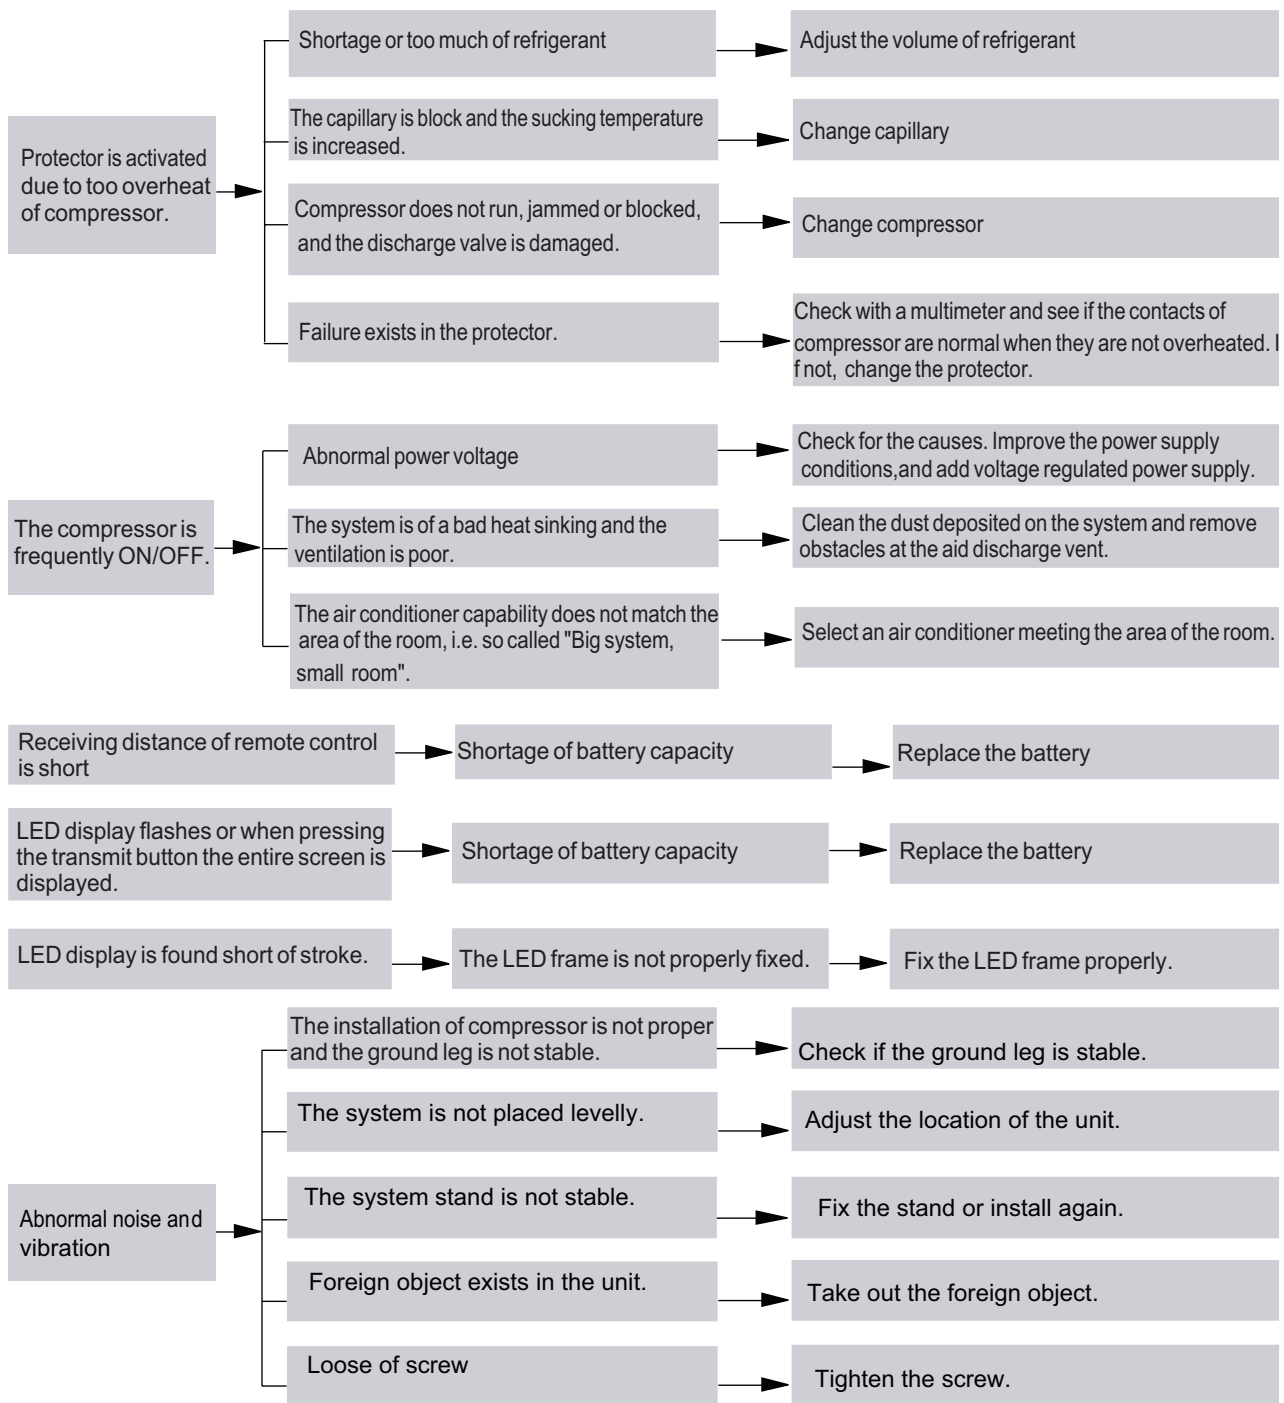 Shortage or too much of refrigerant
Adjust the volume of refrigerant
The capillary is block and the sucking temperature
is increased.
Change capillary
Protector is activated
due to too overheat
of compressor.
Compressor does not run, jammed or blocked,
and the discharge valve is damaged.
Change compressor
Failure exists in the protector.
Check with a multimeter and see if the contacts of
compressor are normal when they are not overheated. I
f not, change the protector.
Abnormal power voltage
Check for the causes. Improve the power supply
conditions,and add voltage regulated power supply.
The compressor is
frequently ON/OFF.
The system is of a bad heat sinking and the
ventilation is poor.
Clean the dust deposited on the system and remove
obstacles at the aid discharge vent.
The air conditioner capability does not match the
area of the room, i.e. so called "Big system,
small room".
Select an air conditioner meeting the area of the room.
Receiving distance of remote control
is short
Shortage of battery capacity
Replace the battery
LED display flashes or when pressing
the transmit button the entire screen is
displayed.
Shortage of battery capacity
Replace the battery
LED display is found short of stroke.
The LED frame is not properly fixed.
Fix the LED frame properly.
The installation of compressor is not proper
and the ground leg is not stable.
Check if the ground leg is stable.
The system is not placed levelly.
Adjust the location of the unit.
Abnormal noise and
vibration
The system stand is not stable.
Fix the stand or install again.
Foreign object exists in the unit.
Take out the foreign object.
Loose of screw
Tighten the screw.